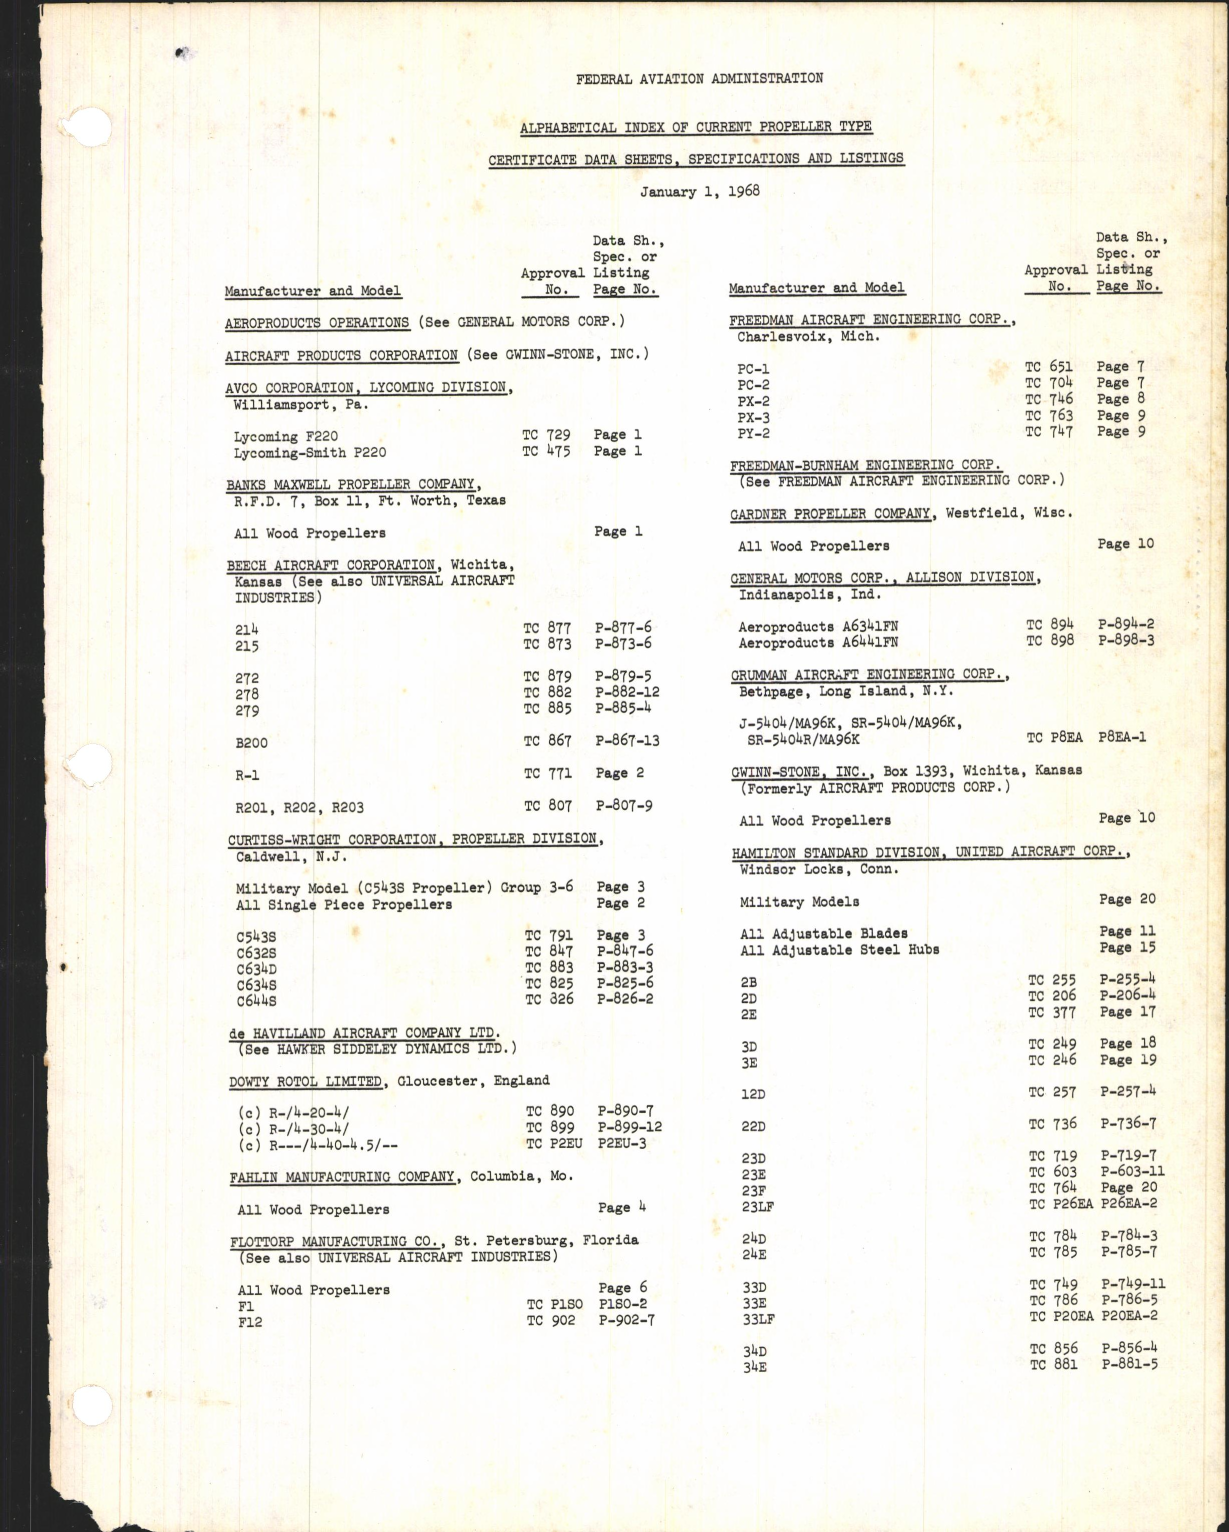 FEDERAL AVIATION ADMINISTRATION
ALPHABETICAL INDEX OF CURRENT PROPELLER TYPE
CERTIFICATE DATA SHEETS, SPECIFICATIONS AND LISTINGS
January 1, 1968
Data Sh.,
Spec. or
Approval Listing
Manufacturer and Model No. Page No.
AEROPRODUCTS OPERATIONS (See GENERAL MOTORS CORP.)
AIRCRAFT PRODUCTS CORPORATION (See GWINN-STONE, INC.)
AVCO CORPORATION, LYCOMING DIVISION,
Williamsport, Pa.
Lycoming F220 TC 729 Page 1
Lycoming-Smith P220 TC 475 Page 1
BANKS MAXWELL PROPELLER COMPANY,
R.F.D. 7, Box 11, Ft. Worth, Texas
All Wood Propellers Page 1
BEECH AIRCRAFT CORPORATION, Wichita,
Kansas (See also UNIVERSAL AIRCRAFT
INDUSTRIES)
214 TC 877 P-877-6
215 TC 873 P-873-6
272 TC 879 P-879-5
278 TC 882 P-882-12
279 TC 885 P-885-4
B200 TC 867 P-867-13
R-1 TC 771 Page 2
R201, R202, R203 TC 807 P-807-9
CURTISS-WRIGHT CORPORATION, PROPELLER DIVISION,
Caldwell, N.J.
Military Model (C543S Propeller) Group 3-6 Page 3
All Single Piece Propellers Page 2
C543S TC 791 Page 3
C632S TC 847 P-847-6
C634D TC 883 P-883-3
C634S TC 825 P-825-6
C644S TC 826 P-826-2
de HAVILLAND AIRCRAFT COMPANY LTD.
(See HAWKER SIDDELEY DYNAMICS LTD.)
DOWTY ROTOL LIMITED, Gloucester, England
(c) R-/4-20-4/ TC 890 P-890-7
(c) R-/4-30-4/ TC 899 P-899-12
(c) R---/4-40-4.5/-- TC P2EU P2EU-3
FAHLIN MANUFACTURING COMPANY, Columbia, Mo.
All Wood Propellers Page 4
FLOTTORP MANUFACTURING CO., St. Petersburg, Florida
(See also UNIVERSAL AIRCRAFT INDUSTRIES)
All Wood Propellers Page 6
F1 TC P1SO P1SO-2
F12 TC 902 P-902-7
Data Sh.,
Spec. or
Approval Listing
Manufacturer and Model No. Page No.
FREEDMAN AIRCRAFT ENGINEERING CORP.,
Charlesvoix, Mich.
PC-1 TC 651 Page 7
PC-2 TC 704 Page 7
PX-2 TC 746 Page 8
PX-3 TC 763 Page 9
PY-2 TC 747 Page 9
FREEDMAN-BURNHAM ENGINEERING CORP.
(See FREEDMAN AIRCRAFT ENGINEERING CORP.)
GARDNER PROPELLER COMPANY, Westfield, Wisc.
All Wood Propellers Page 10
GENERAL MOTORS CORP., ALLISON DIVISION,
Indianapolis, Ind.
Aeroproducts A6341FN TC 894 P-894-2
Aeroproducts A6441FN TC 898 P-898-3
GRUMMAN AIRCRAFT ENGINEERING CORP.,
Bethpage, Long Island, N.Y.
J-5404/MA96K, SR-5404/MA96K,
SR-5404R/MA96K TC P8EA P8EA-1
GWINN-STONE, INC., Box 1393, Wichita, Kansas
(Formerly AIRCRAFT PRODUCTS CORP.)
All Wood Propellers Page 10
HAMILTON STANDARD DIVISION, UNITED AIRCRAFT CORP.,
Windsor Locks, Conn.
Military Models Page 20
All Adjustable Blades Page 11
All Adjustable Steel Hubs Page 15
2B TC 255 P-255-4
2D TC 206 P-206-4
2E TC 377 Page 17
3D TC 249 Page 18
3E TC 246 Page 19
12D TC 257 P-257-4
22D TC 736 P-736-7
23D TC 719 P-719-7
23E TC 603 P-603-11
23F TC 764 Page 20
23LF TC P26EA P26EA-2
24D TC 784 P-784-3
24E TC 785 P-785-7
33D TC 749 P-749-11
33E TC 786 P-786-5
33LF TC P20EA P20EA-2
34D TC 856 P-856-4
34E TC 881 P-881-5